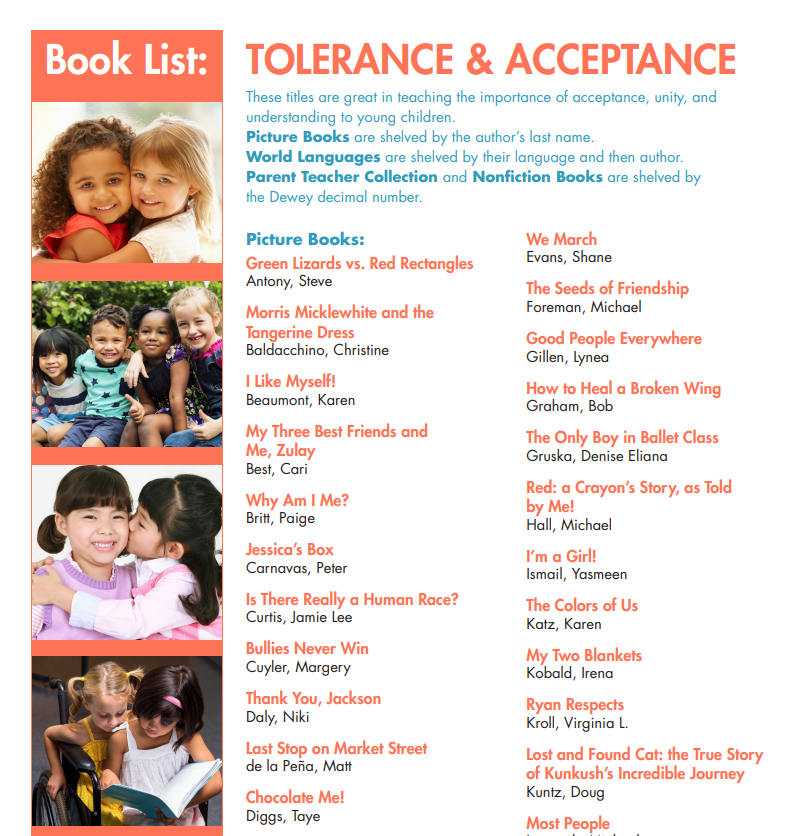 Book List:
TOLERANCE & ACCEPTANCE
These titles are great in teaching the importance of acceptance, unity, and
understanding to young children.
Picture Books are shelved by the author's last name.
World Languages are shelved by their language and then author.
Parent Teacher Collection and Nonfiction Books are shelved by
the Dewey decimal number.
Picture Books:
Green Lizards vs. Red Rectangles
Antony, Steve
Morris Micklewhite and the
Tangerine Dress
Baldacchino, Christine
I Like Myself!
Beaumont, Karen
My Three Best Friends and
Me, Zulay
Best, Cari
Why Am I Me?
Britt, Paige
Jessica's Box
Carnavas, Peter
Is There Really a Human Race?
Curtis, Jamie Lee
Bullies Never Win
Cuyler, Margery
Thank You, Jackson
Daly, Niki
Last Stop on Market Street
de la Peña, Matt
Chocolate Me!
Diggs, Taye
We March
Evans, Shane
The Seeds of Friendship
Foreman, Michael
Good People Everywhere
Gillen, Lynea
How to Heal a Broken Wing
Graham, Bob
The Only Boy in Ballet Class
Gruska, Denise Eliana
Red: a Crayon's Story, as Told
by Me!
Hall, Michael
I'm a Girl!
Ismail, Yasmeen
The Colors of Us
Katz, Karen
My Two Blankets
Kobald, Irena
Ryan Respects
Kroll, Virginia L.
Lost and Found Cat: the True Story
of Kunkush's Incredible Journey
Kuntz, Doug
Most People